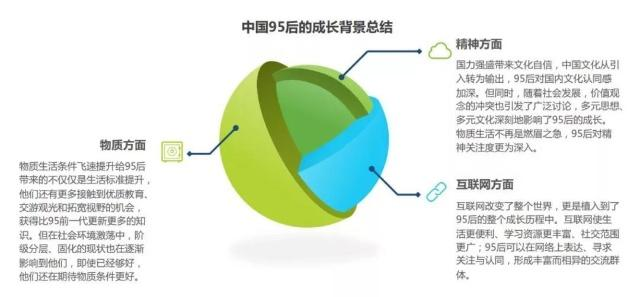 中国95后的成长背景总结
精神方面
国力强盛带来文化自信，中国文化从引
入转为输出，95后对国内文化认同感
加深。但同时，随着社会发展，价值观
念的冲突也引发了广泛讨论，多元思想、
多元文化深刻地影响了95后的成长。
物质生活不再是燃眉之急，95后对精
神关注度更为深入。
物质方面
物质生活条件飞速提升给95后
带来的不仅仅是生活标准提升，
他们还有更多接触到优质教育、
交游观光和拓宽视野的机会，
获得比95前一代更新更多的知
识。但在社会环境激荡中，阶
级分层、固化的现状也在逐渐
影响到他们，即使已经够好，
他们还在期待物质条件更好。
互联网方面
互联网改变了整个世界，更是植入到了
95后的整个成长历程中。互联网使生
活更便利、学习资源更丰富、社交范围
更广；95后可以在网络上表达、寻求
关注与认同，形成丰富而相异的交流群
体。